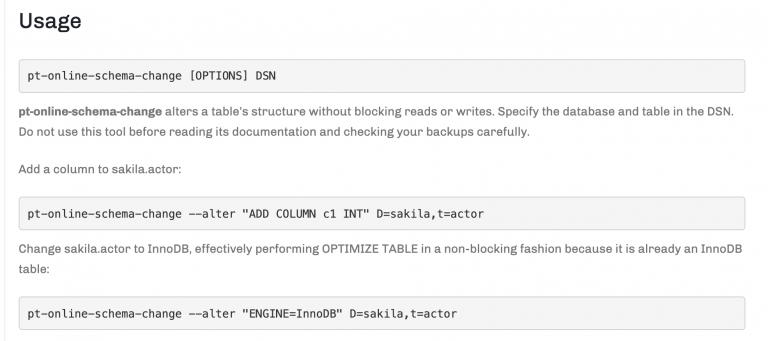 Usage
pt-online-schema-change [OPTIONS] DSN
pt-online-schema-change alters a table's structure without blocking reads or writes. Specify the database and table in the DSN.
Do not use this tool before reading its documentation and checking your backups carefully.
Add a column to sakila.actor:
pt-online-schema-change --alter "ADD COLUMN c1 INT" D=sakila,t=actor
Change sakila.actor to InnoDB, effectively performing OPTIMIZE TABLE in a non-blocking fashion because it is already an InnoDB
table:
pt-online-schema-change --alter "ENGINE=InnoDB" D=sakila,t=actor